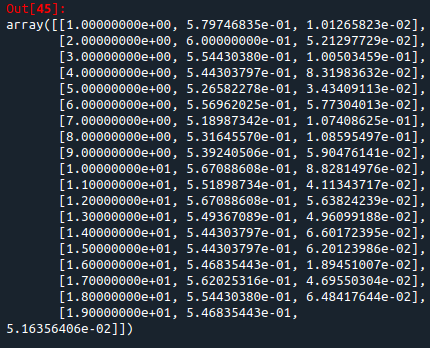 Out[45]:
array([[1.00000000e+00, 5.79746835e-01, 1.01265823e-02],
[2.00000000e+00, 6.00000000e-01, 5.21297729e-02],
[3.00000000e+00, 5.54430380e-01, 1.00503459e-01],
[4.00000000e+00, 5.44303797e-01, 8.31983632e-02],
[5.00000000e+00, 5.26582278e-01, 3.43409113e-02],
[6.00000000e+00, 5.56962025e-01, 5.77304013e-02],
[7.00000000e+00, 5.18987342e-01, 1.07408625e-01],
[8.00000000e+00, 5.31645570e-01, 1.08595497e-01],
[9.00000000e+00, 5.39240506e-01, 5.90476141e-02],
[1.00000000e+01, 5.67088608e-01, 8.82814976e-02],
[1.10000000e+01, 5.51898734e-01, 4.11343717e-02],
[1.20000000e+01, 5.67088608e-01, 5.63824239e-02],
[1.30000000e+01, 5.49367089e-01, 4.96099188e-02],
[1.40000000e+01, 5.44303797e-01, 6.60172395e-02],
[1.50000000e+01, 5.44303797e-01, 6.20123986e-02],
[1.60000000e+01, 5.46835443e-01, 1.89451007e-02],
[1.70000000e+01, 5.62025316e-01, 4.69550304e-02],
[1.80000000e+01, 5.54430380e-01, 6.48417644e-02],
[1.90000000e+01, 5.46835443e-01,
5.16356406e-02]])